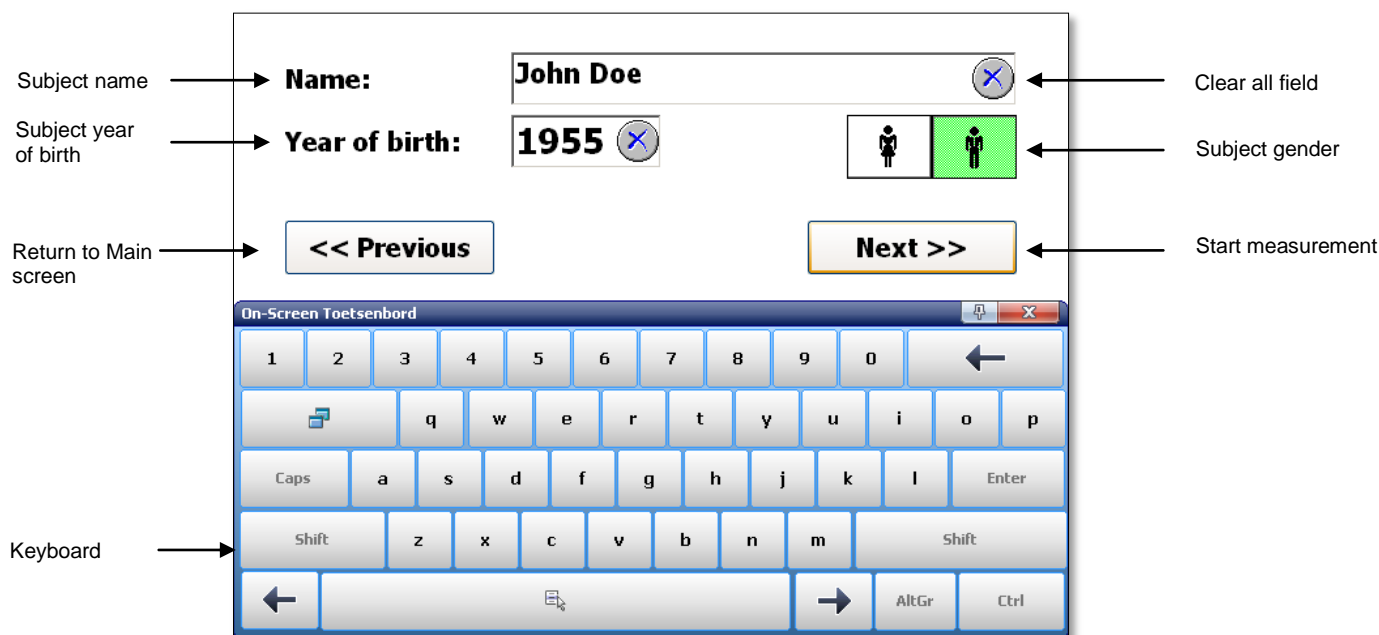 Subject name
Name:
John Doe
Clear all field
Subject year
of birth
Year of birth:
1955
Subject gender
Return to Main
screen
<< Previous
Next >>
Start measurement
On-Screen Toetsenbord
1 2 3 4 5 6 7 8 9 0
q w e r t y u i o p
Caps a s d f g h j k l Enter
Keyboard
Shift z x c v b n m Shift
AltGr Ctrl